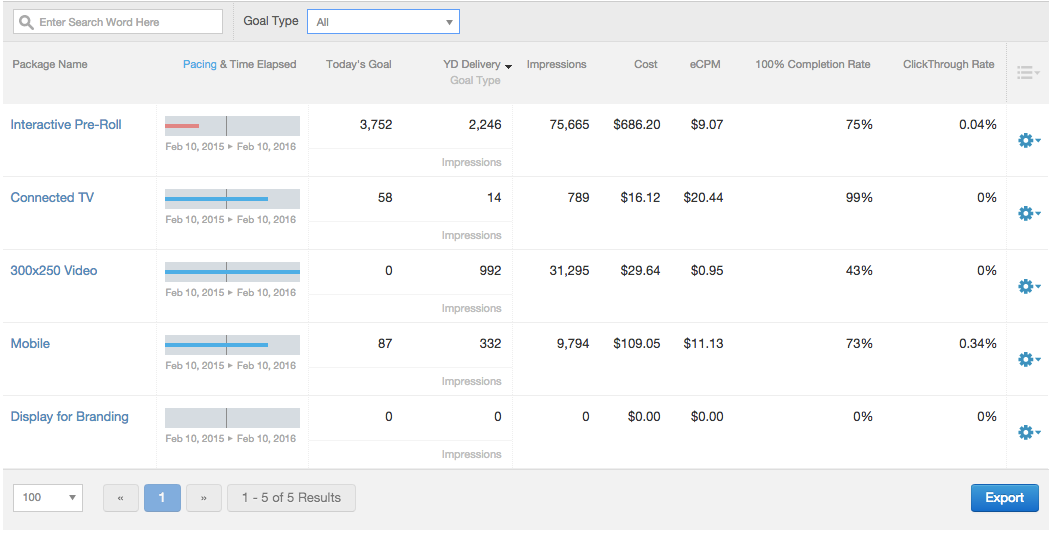 Enter Search Word Here Goal Type All
Package Name Pacing & Time Elapsed Today's Goal YD Delivery Impressions Cost eCPM 100% Completion Rate ClickThrough Rate
Goal Type
Interactive Pre-Roll 3,752 2,246 75,665 $686.20 $9.07 75% 0.04%
Feb 10, 2015 ▸ Feb 10, 2016 Impressions
Connected TV 58 14 789 $16.12 $20.44 99% 0%
Feb 10, 2015 ▸ Feb 10, 2016 Impressions
300x250 Video 0 992 31,295 $29.64 $0.95 43% 0%
Feb 10, 2015 ▸ Feb 10, 2016 Impressions
Mobile 87 332 9,794 $109.05 $11.13 73% 0.34%
Feb 10, 2015 ▸ Feb 10, 2016 Impressions
Display for Branding 0 0 0 $0.00 $0.00 0% 0%
Feb 10, 2015 ▸ Feb 10, 2016 Impressions
100 « 1 » 1 - 5 of 5 Results Export